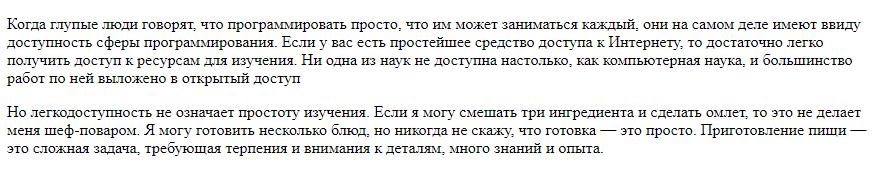 Когда глупые люди говорят, что программировать просто, что им может заниматься каждый, они на самом деле имеют ввиду
доступность сферы программирования. Если у вас есть простейшее средство доступа к Интернету, то достаточно легко
получить доступ к ресурсам для изучения. Ни одна из наук не доступна настолько, как компьютерная наука, и большинство
работ по ней выложено в открытый доступ
Но легкодоступность не означает простоту изучения. Если я могу смешать три ингредиента и сделать омлет, то это не делает
меня шеф-поваром. Я могу готовить несколько блюд, но никогда не скажу, что готовка — это просто. Приготовление пищи —
это сложная задача, требующая терпения и внимания к деталям, много знаний и опыта.